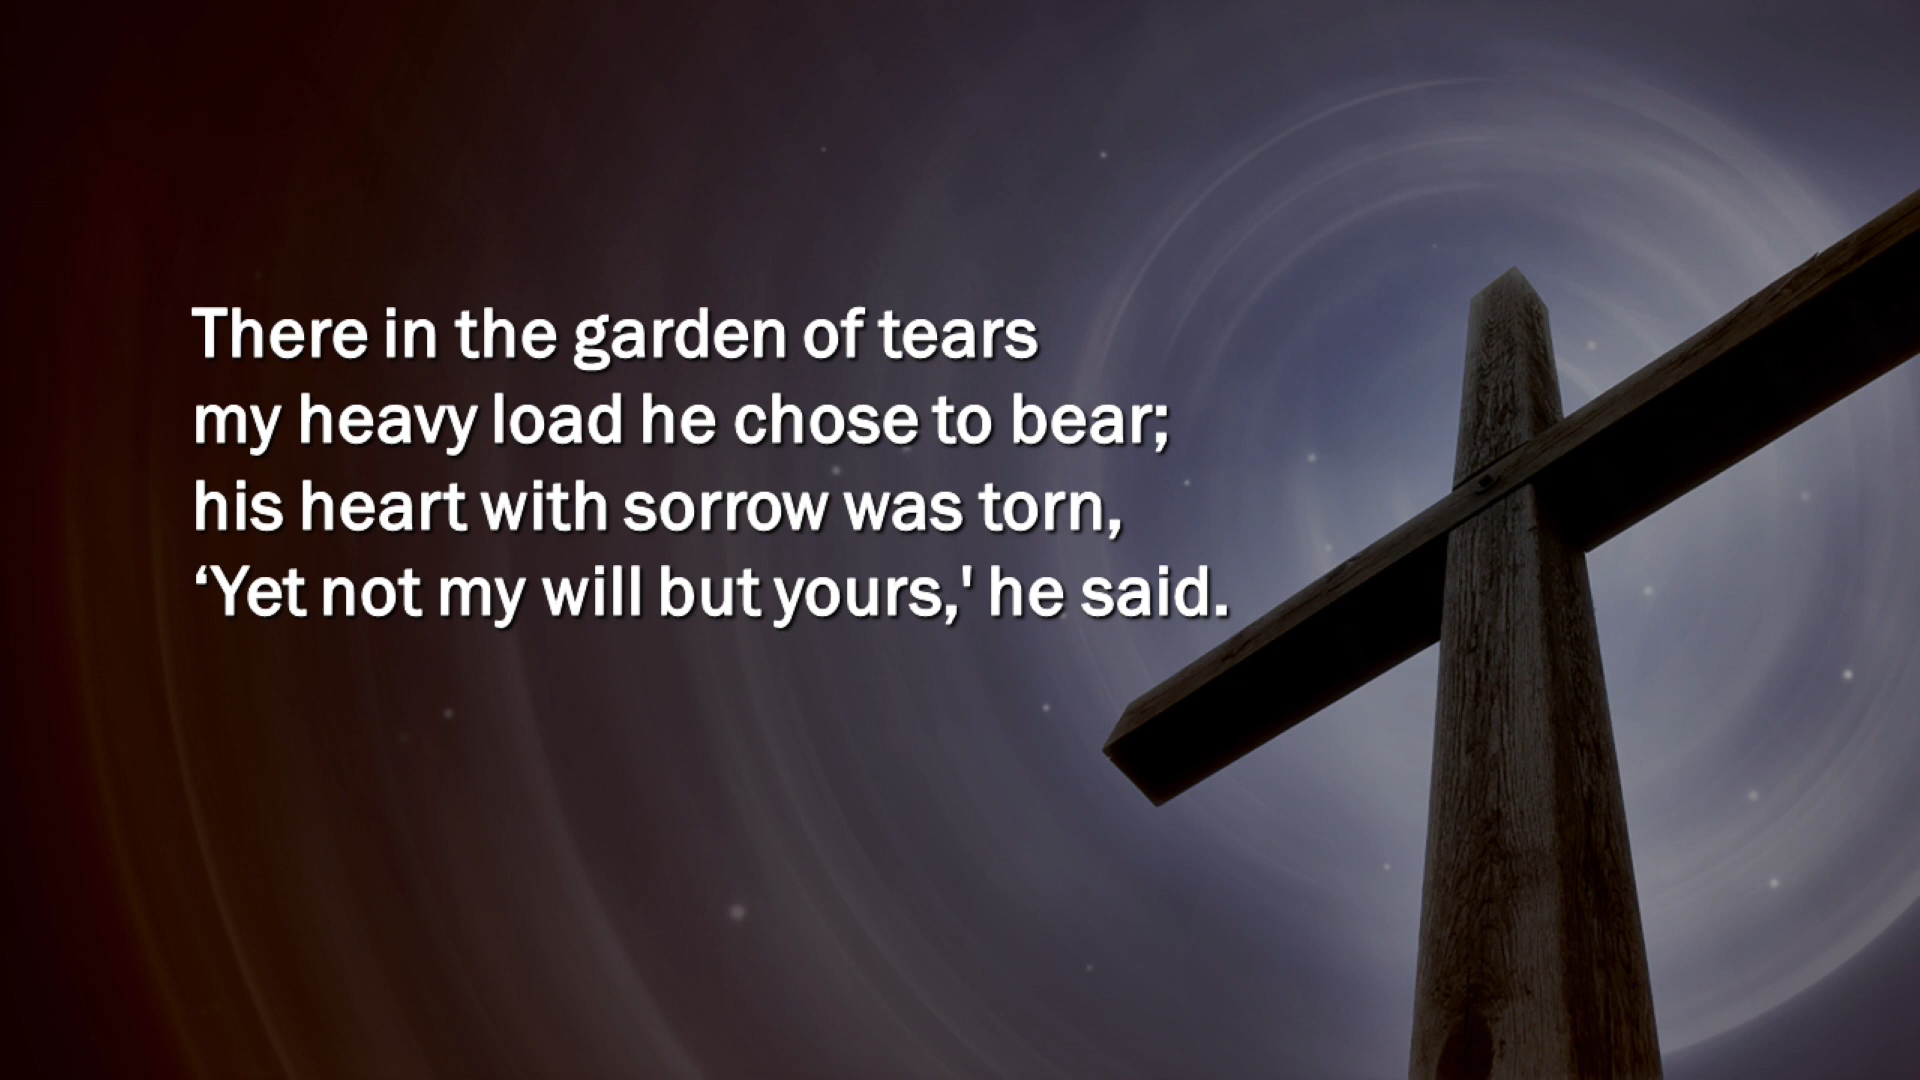 There in the garden of tears
my heavy load he chose to bear;
his heart with sorrow was torn,
‘Yet not my will but yours,' he said.